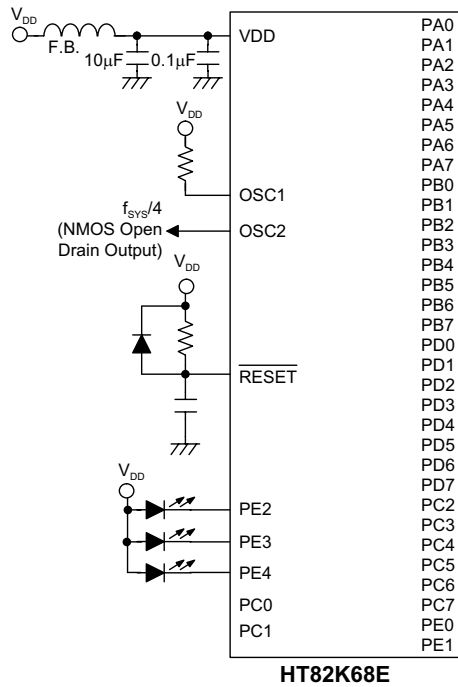 VDD
F.B.
10µF 0.1µF
VDD
VDD
OSC1
fSYS/4
(NMOS Open
Drain Output)
OSC2
VDD
RESET
VDD
PE2
PE3
PE4
PC0
PC1
PA0
PA1
PA2
PA3
PA4
PA5
PA6
PA7
PB0
PB1
PB2
PB3
PB4
PB5
PB6
PB7
PD0
PD1
PD2
PD3
PD4
PD5
PD6
PD7
PC2
PC3
PC4
PC5
PC6
PC7
PE0
PE1
HT82K68E